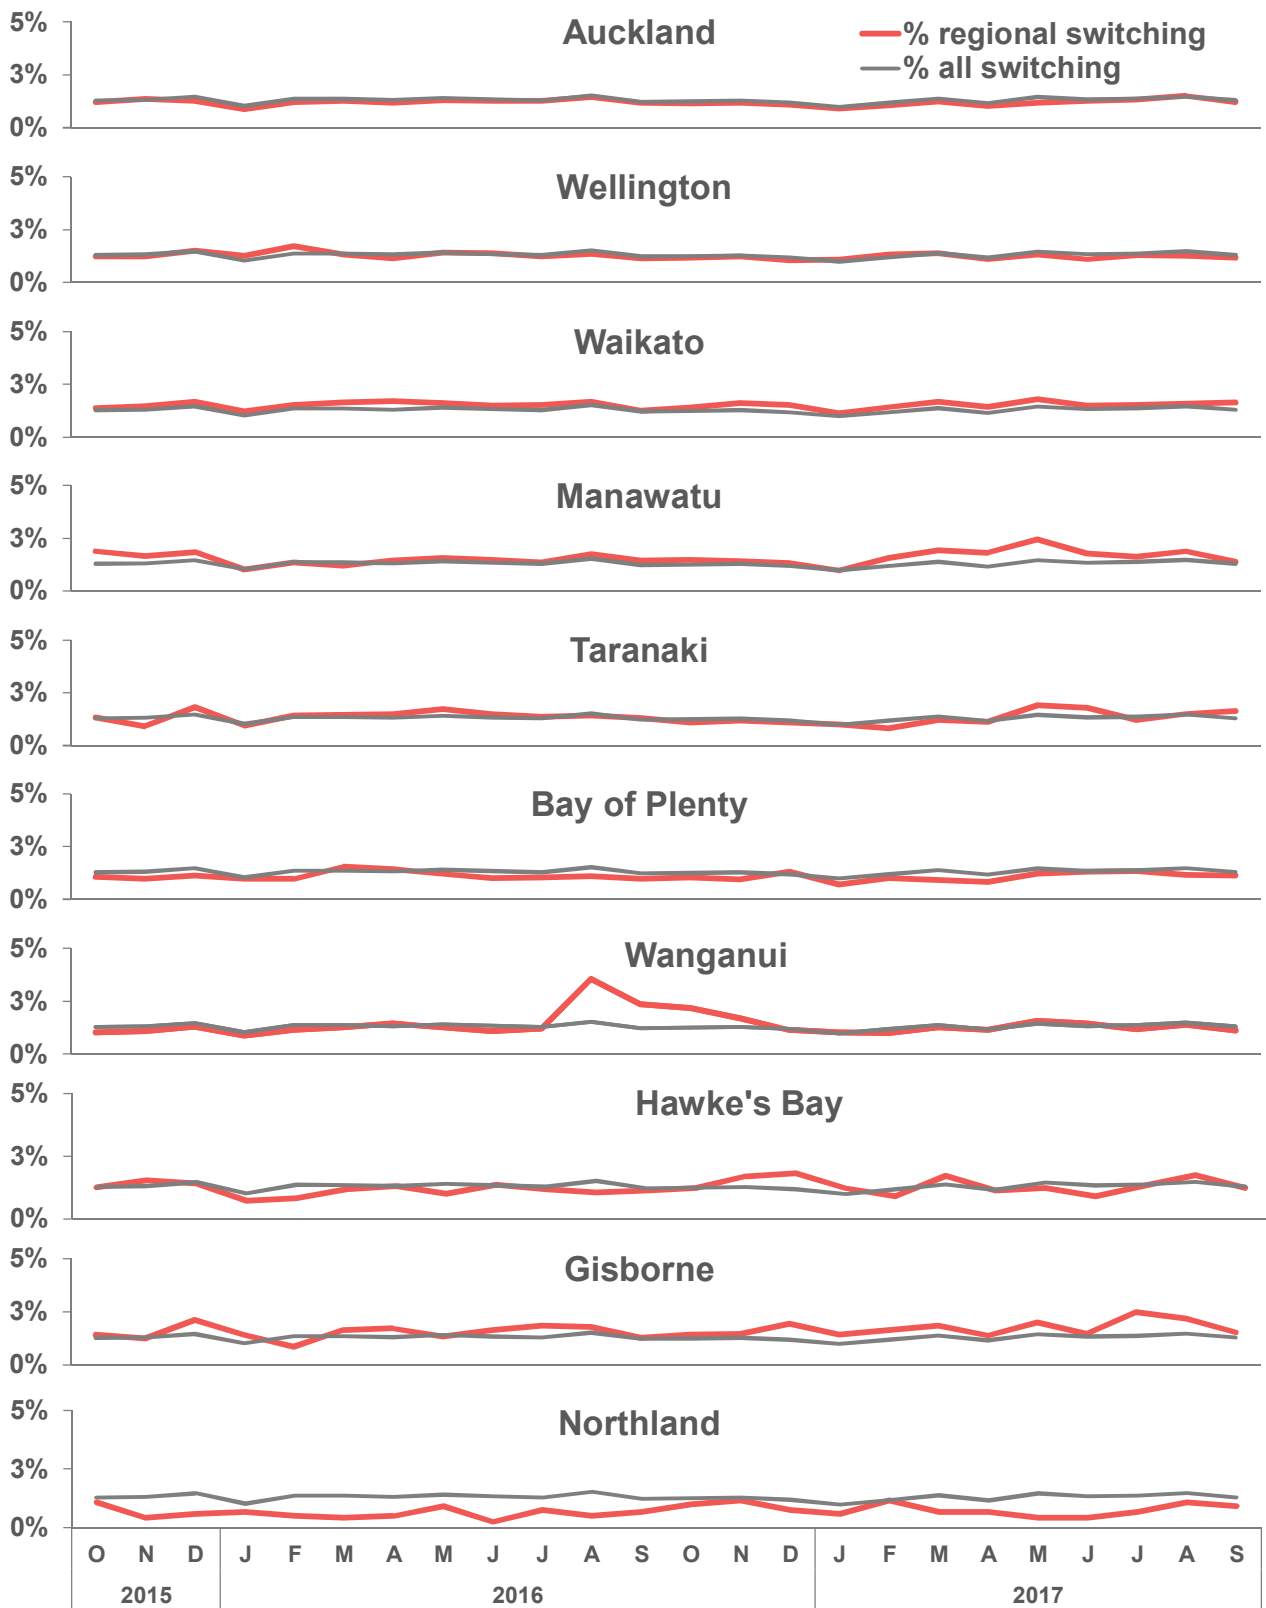 Auckland
% regional switching
% all switching
5%
3%
0%
Wellington
5%
3%
0%
Waikato
5%
3%
0%
Manawatu
5%
3%
0%
Taranaki
5%
3%
0%
Bay of Plenty
5%
3%
0%
Wanganui
5%
3%
0%
Hawke's Bay
5%
3%
0%
Gisborne
5%
3%
0%
Northland
5%
3%
0%
O N D J F M A M J J A S O N D J F M A M J J A S
2015 2016 2017